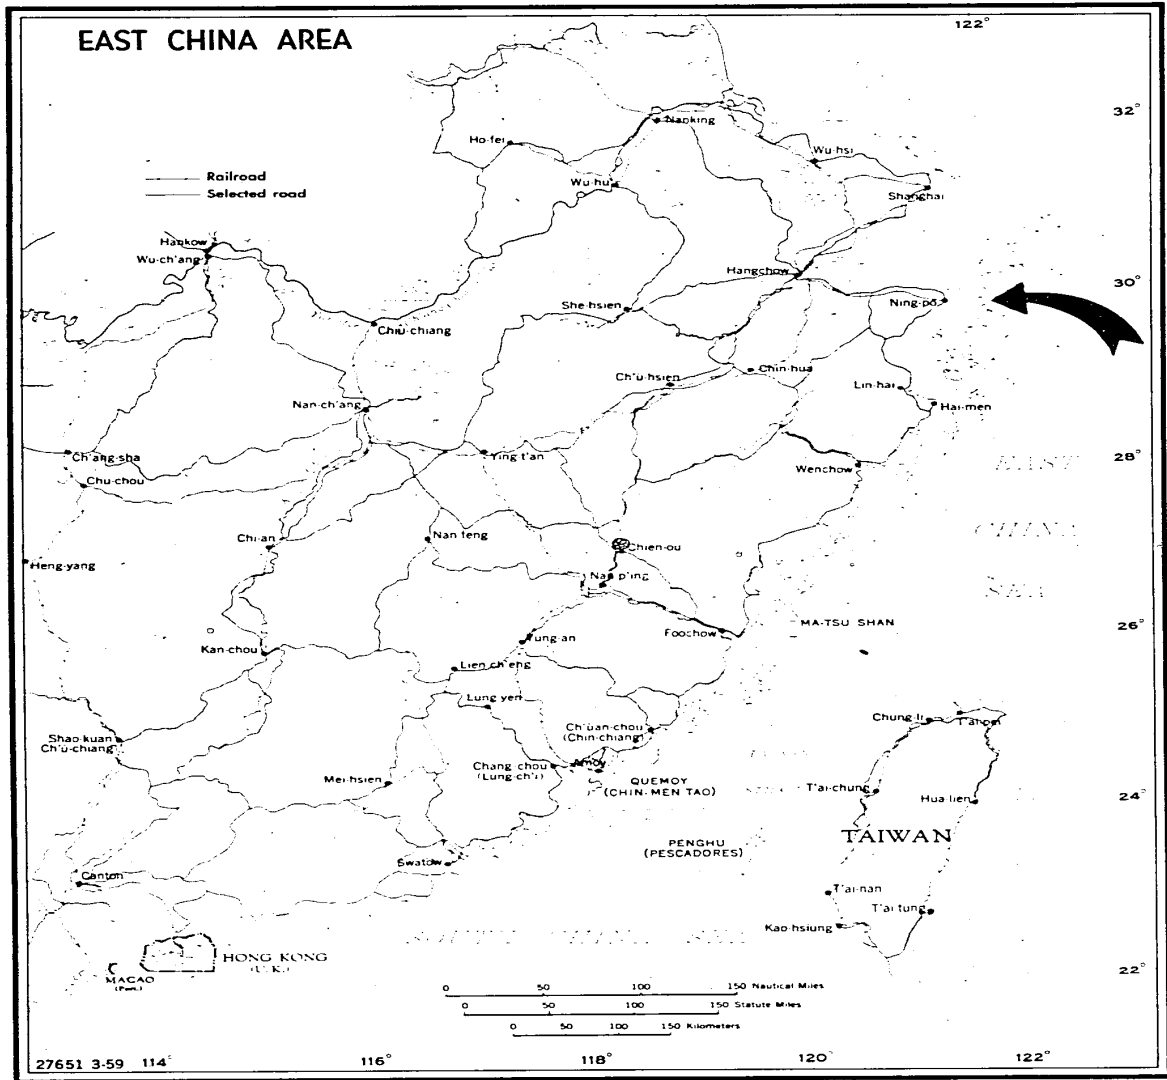 EAST CHINA AREA
122°
32°
Nanking
Ho-fei
Wu-hsi
Railroad
Wu-hu
Selected road
Shanghai
Hankow
Wu-ch'ang
Hangchow
30°
Ning-po
She-hsien
Chiu-chiang
Ch'ü-hsien
Chin-hua
Lin-hai
Nan-ch'ang
Hai-men
Ch'ang-sha
Ying-t'an
28°
EAST
Wenchow
Chu-chou
CHINA
Chi-an
Nan-feng
Chien-ou
Heng-yang
Nan-p'ing
SEA
26°
MA-TSU SHAN
Foochow
Yung-an
Kan-chou
Lien-ch'eng
Lung-yen
Chung-li
T'ai-pei
Ch'üan-chou
(Chin-chiang)
Shao-kuan
Ch'ü-chiang
Amoy
Chang-chou
(Lung-ch'i)
Mei-hsien
QUEMOY
(CHIN-MEN TAO)
T'ai-chung
24°
Hua-lien
TAIWAN
PENGHU
(PESCADORES)
Swatow
Canton
T'ai-nan
T'ai-tung
Kao-hsiung
SOUTH CHINA SEA
HONG KONG
(U.K.)
22°
MACAO
(Port.)
0 50 100 150 Nautical Miles
0 50 100 150 Statute Miles
0 50 100 150 Kilometers
27651 3-59 114° 116° 118° 120° 122°